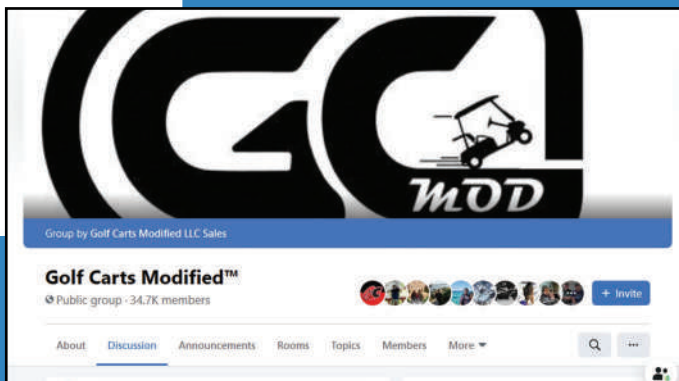 GC
MOD
Group by Golf Carts Modified LLC Sales
Golf Carts Modified™
Public group · 34.7K members
+ Invite
About Discussion Announcements Rooms Topics Members More